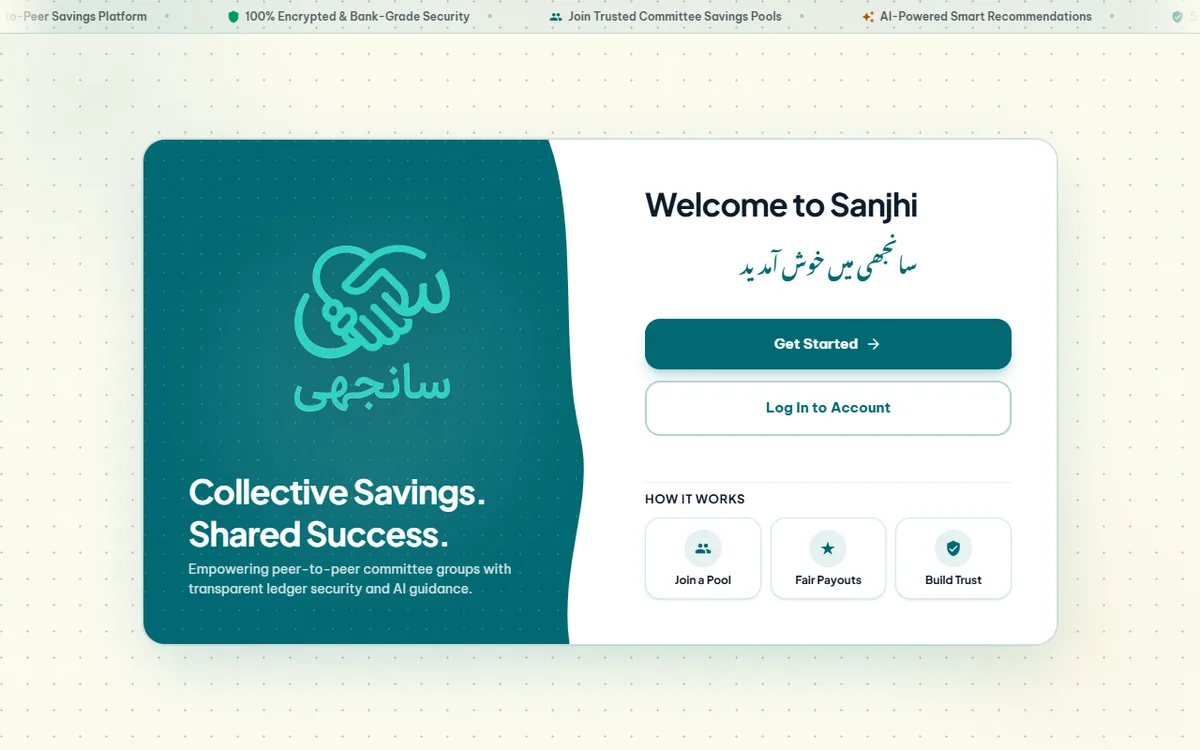 to-Peer Savings Platform • 100% Encrypted & Bank-Grade Security • Join Trusted Committee Savings Pools • AI-Powered Smart Recommendations •
سانجھی
Collective Savings.
Shared Success.
Empowering peer-to-peer committee groups with
transparent ledger security and AI guidance.
Welcome to Sanjhi
سانجھی میں خوش آمدید
Get Started →
Log In to Account
HOW IT WORKS
Join a Pool
Fair Payouts
Build Trust